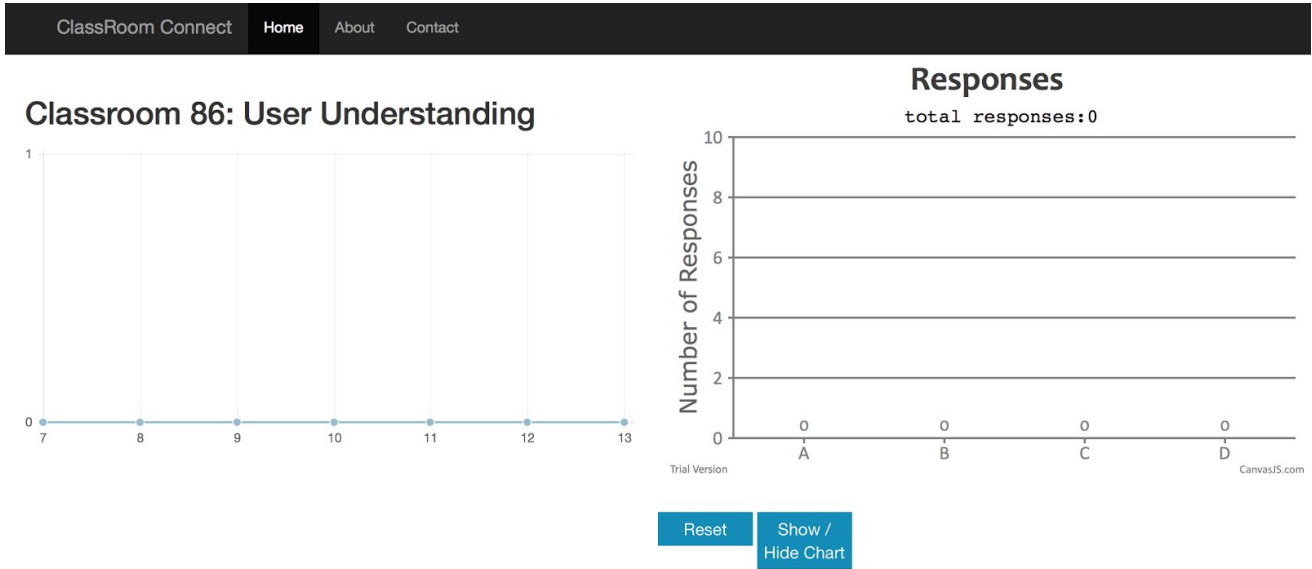 ClassRoom Connect Home About Contact
Classroom 86: User Understanding
1
0
7 8 9 10 11 12 13
Responses
total responses:0
Number of Responses
10
8
6
4
2
0
0 0 0 0
A B C D
Trial Version
CanvasJS.com
Reset
Show /
Hide Chart